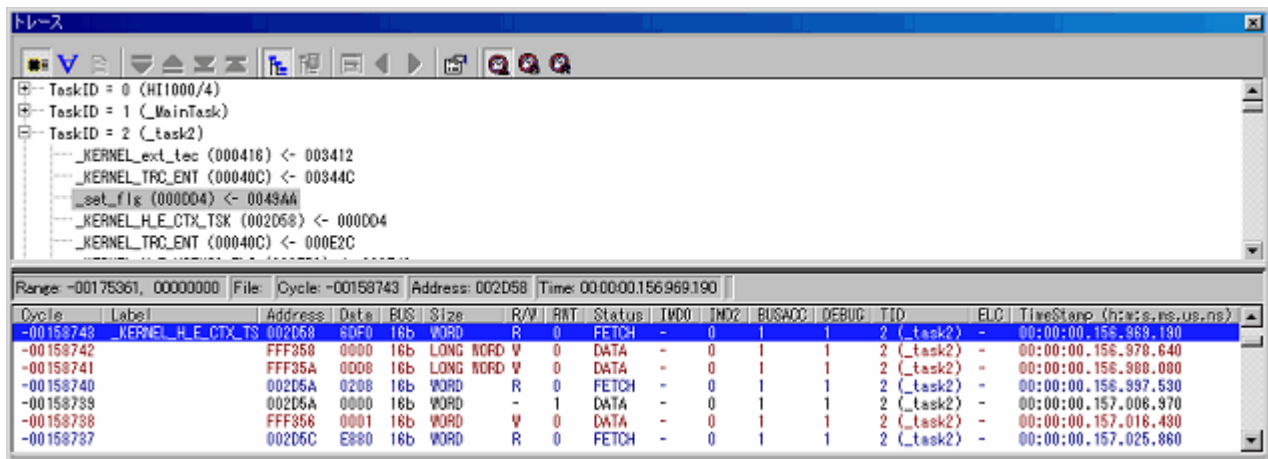 トレース
TaskID = 0 (HI1000/4)
TaskID = 1 (_MainTask)
TaskID = 2 (_task2)
_KERNEL_ext_tec (000416) <- 003412
_KERNEL_TRC_ENT (00040C) <- 00344C
_set_flg (000DD4) <- 0049AA
_KERNEL_H_E_CTX_TSK (002D58) <- 000DD4
_KERNEL_TRC_ENT (00040C) <- 000E2C
Range: -00175361, 00000000 File: Cycle: -00158743 Address: 002D58 Time: 00:00:00.156.969.190
Cycle Label Address Data BUS Size R/W RWT Status IMD0 IMD2 BUSACC DEBUG TID ELC TimeStamp (h:m:s.ms.us.ns)
-00158743 _KERNEL_H_E_CTX_TS 002D58 6DF0 16b WORD R 0 FETCH - 0 1 1 2 (_task2) - 00:00:00.156.969.190
-00158742 FFF358 0000 16b LONG WORD W 0 DATA - 0 1 1 2 (_task2) - 00:00:00.156.978.640
-00158741 FFF35A 0DD8 16b LONG WORD W 0 DATA - 0 1 1 2 (_task2) - 00:00:00.156.988.080
-00158740 002D5A 0208 16b WORD R 0 FETCH - 0 1 1 2 (_task2) - 00:00:00.156.997.530
-00158739 002D5A 0000 16b WORD - 1 DATA - 0 1 1 2 (_task2) - 00:00:00.157.006.970
-00158738 FFF356 0001 16b WORD W 0 DATA - 0 1 1 2 (_task2) - 00:00:00.157.016.430
-00158737 002D5C E880 16b WORD R 0 FETCH - 0 1 1 2 (_task2) - 00:00:00.157.025.860